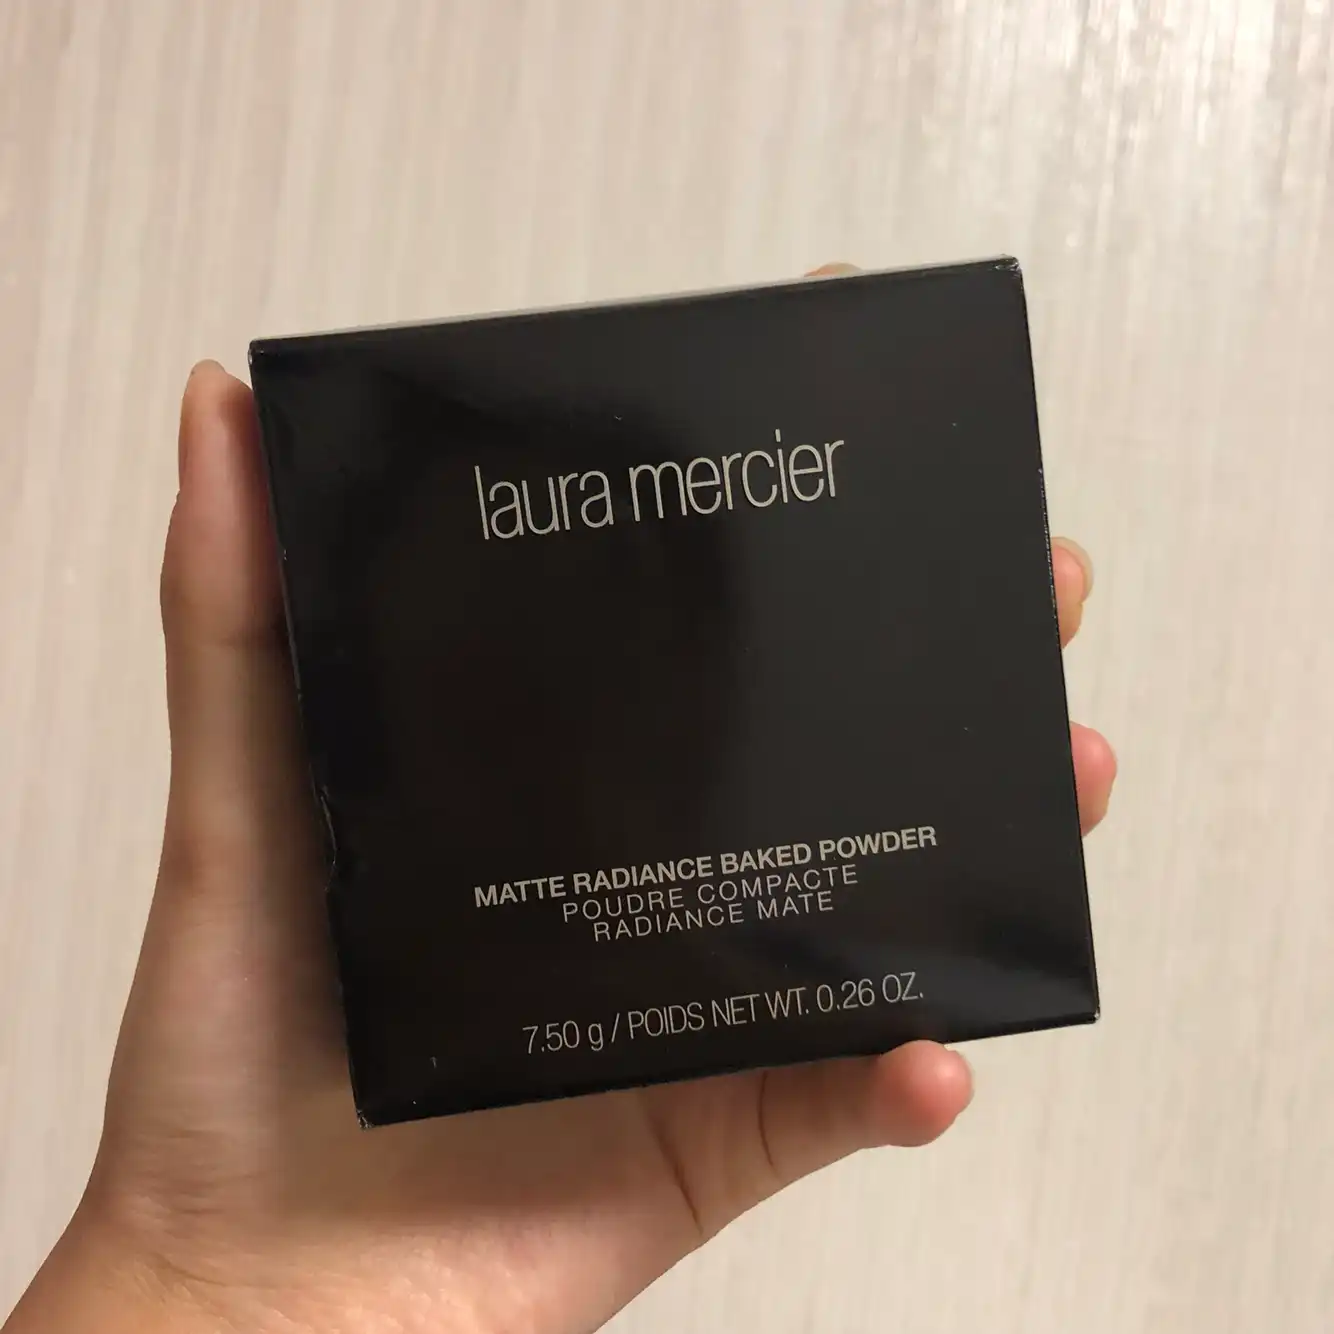 laura mercier
MATTE RADIANCE BAKED POWDER
POUDRE COMPACTE
RADIANCE MATE
7.50 g / POIDS NET WT. 0.26 OZ.